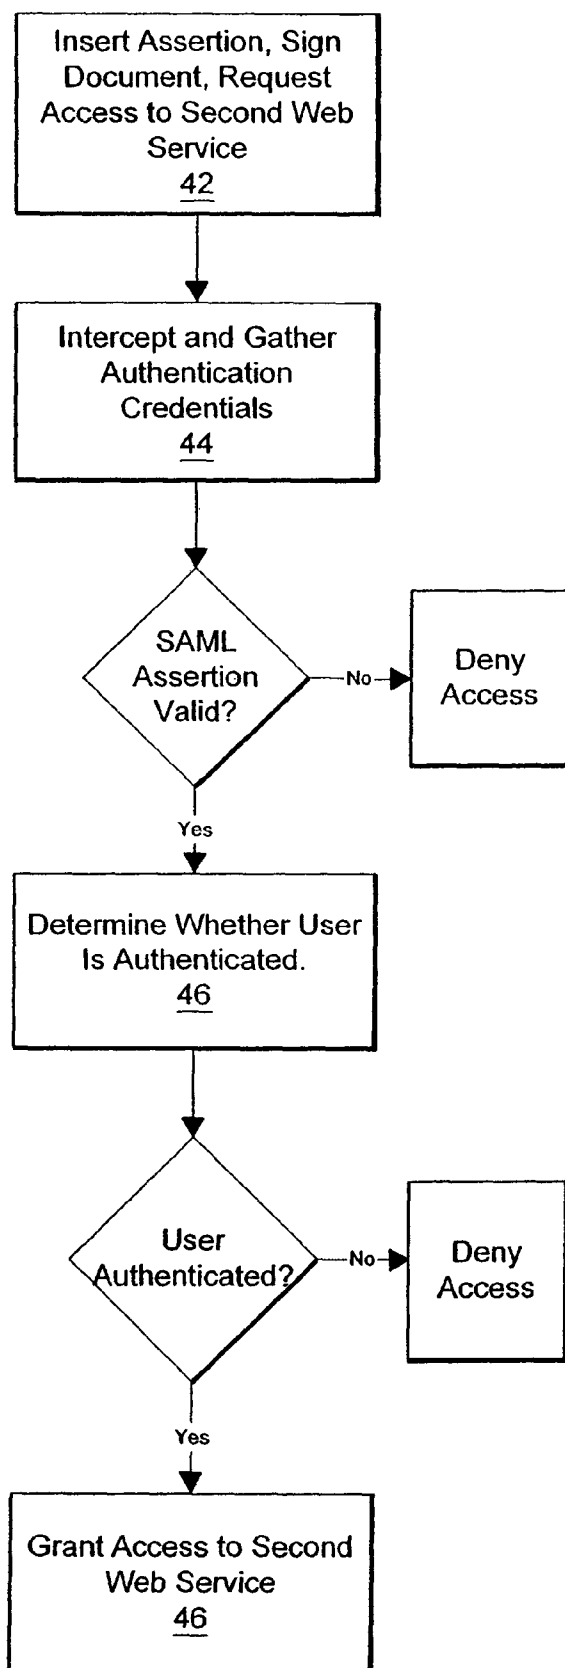 Insert Assertion, Sign
Document, Request
Access to Second Web
Service
42
Intercept and Gather
Authentication
Credentials
44
SAML
Assertion
Valid?
No
Deny
Access
Yes
Determine Whether User
Is Authenticated.
46
User
Authenticated?
No
Deny
Access
Yes
Grant Access to Second
Web Service
46